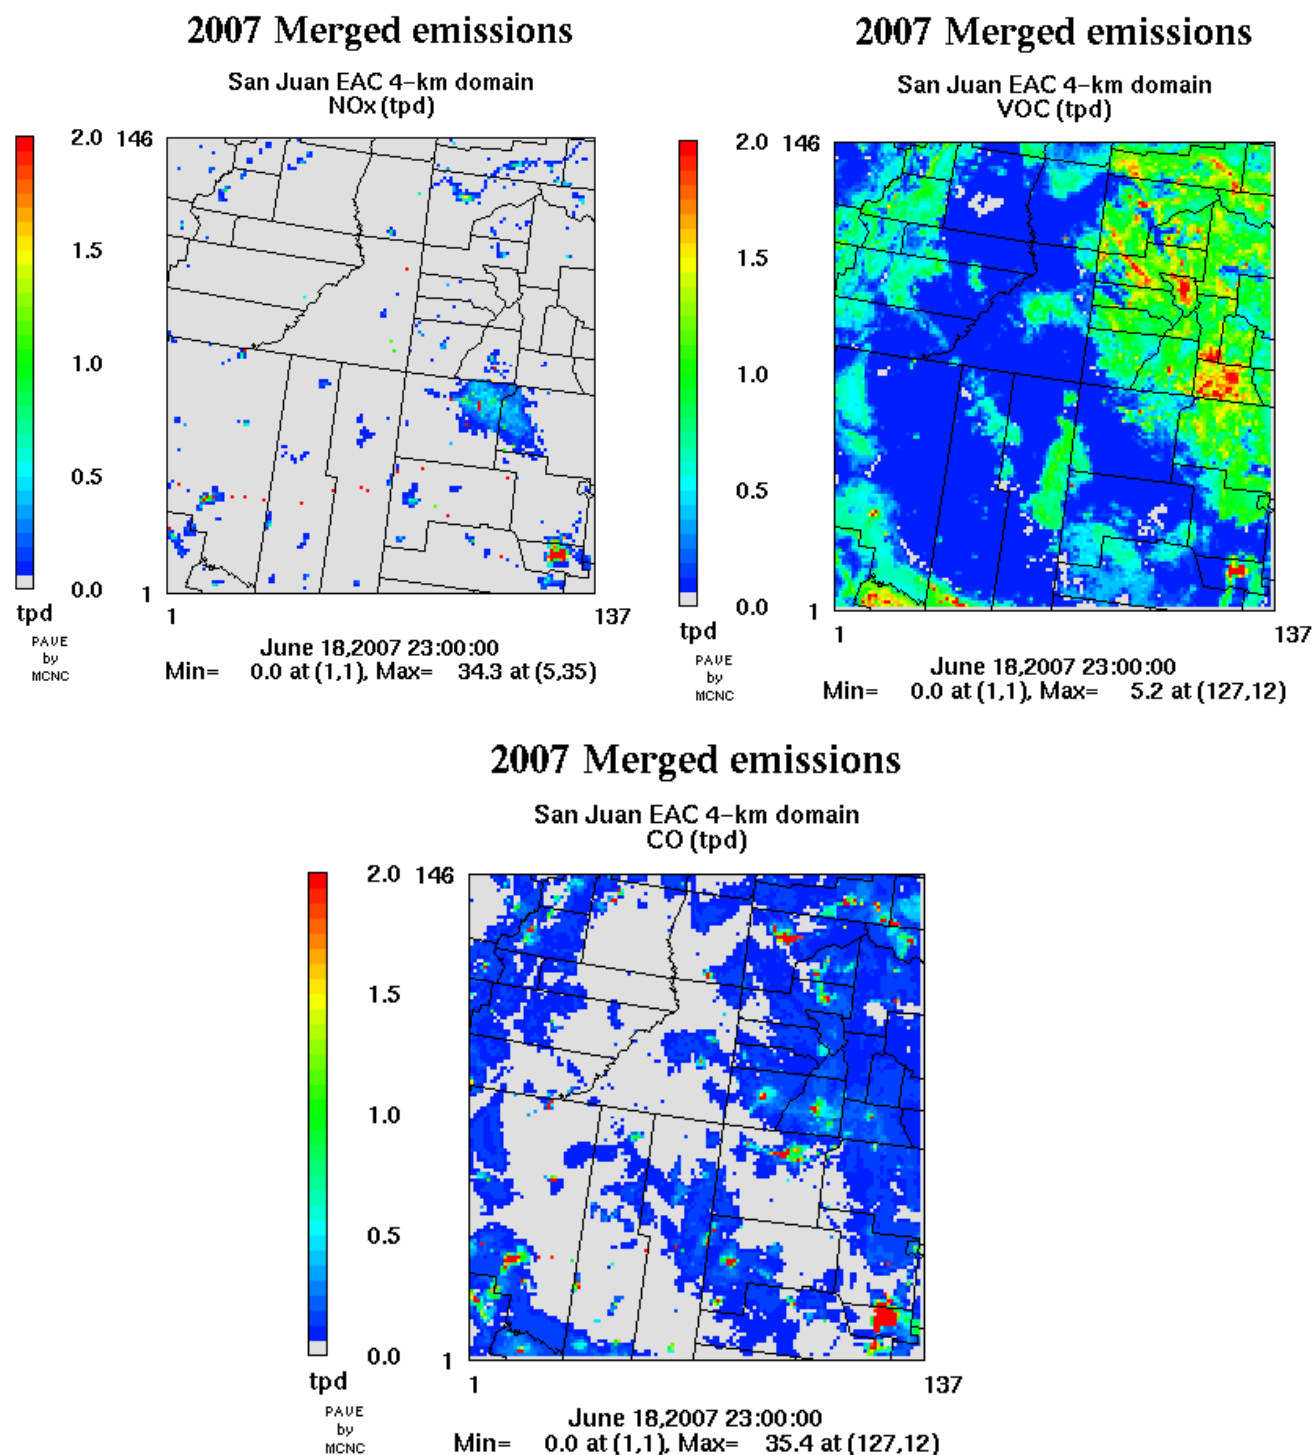 2007 Merged emissions
San Juan EAC 4-km domain
NOx (tpd)
2.0
1.5
1.0
0.5
0.0
tpd
PAVE
by
MCNC
146
1
1
137
June 18,2007 23:00:00
Min= 0.0 at (1,1), Max= 34.3 at (5,35)
2007 Merged emissions
San Juan EAC 4-km domain
VOC (tpd)
2.0
1.5
1.0
0.5
0.0
tpd
PAVE
by
MCNC
146
1
1
137
June 18,2007 23:00:00
Min= 0.0 at (1,1), Max= 5.2 at (127,12)
2007 Merged emissions
San Juan EAC 4-km domain
CO (tpd)
2.0
1.5
1.0
0.5
0.0
tpd
PAVE
by
MCNC
146
1
1
137
June 18,2007 23:00:00
Min= 0.0 at (1,1), Max= 35.4 at (127,12)